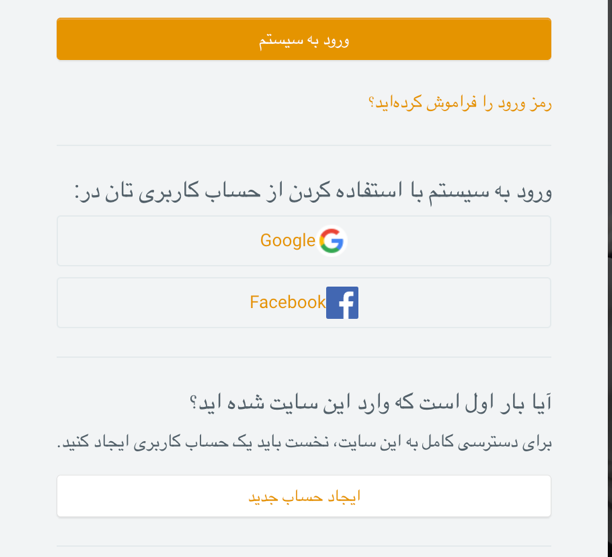 ورود به سیستم
رمز ورود را فراموش کرده‌اید؟
ورود به سیستم با استفاده کردن از حساب کاربری تان در:
Google
Facebook
آیا بار اول است که وارد این سایت شده اید؟
برای دسترسی کامل به این سایت، نخست باید یک حساب کاربری ایجاد کنید.
ایجاد حساب جدید